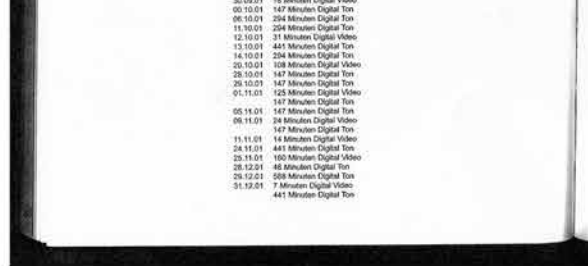 30.09.01 16 Minuten Digital Video
00.10.01 147 Minuten Digital Ton
06.10.01 294 Minuten Digital Ton
11.10.01 294 Minuten Digital Ton
12.10.01 31 Minuten Digital Video
13.10.01 441 Minuten Digital Ton
14.10.01 294 Minuten Digital Ton
20.10.01 108 Minuten Digital Video
28.10.01 147 Minuten Digital Ton
29.10.01 147 Minuten Digital Ton
01.11.01 125 Minuten Digital Video
147 Minuten Digital Ton
05.11.01 147 Minuten Digital Ton
09.11.01 24 Minuten Digital Video
147 Minuten Digital Ton
11.11.01 14 Minuten Digital Video
24.11.01 441 Minuten Digital Ton
25.11.01 160 Minuten Digital Video
28.12.01 46 Minuten Digital Ton
29.12.01 588 Minuten Digital Ton
31.12.01 7 Minuten Digital Video
441 Minuten Digital Ton